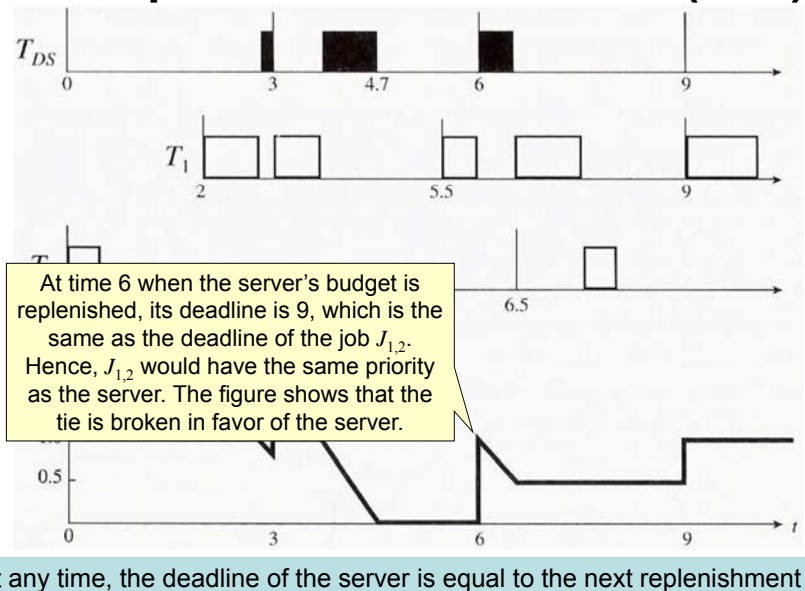 T_DS
0 3 4.7 6 9
T_1
2 5.5 9
6.5
At time 6 when the server's budget is
replenished, its deadline is 9, which is the
same as the deadline of the job J_{1,2}.
Hence, J_{1,2} would have the same priority
as the server. The figure shows that the
tie is broken in favor of the server.
0.5
0 3 6 9 t
any time, the deadline of the server is equal to the next replenishment